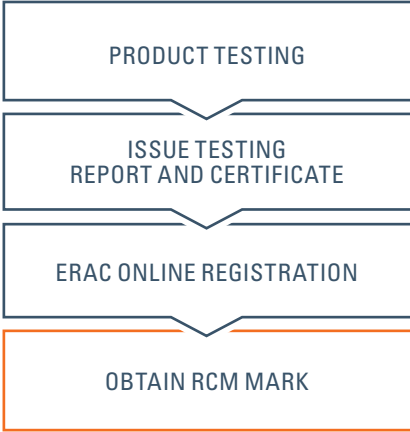 PRODUCT TESTING
ISSUE TESTING
REPORT AND CERTIFICATE
ERAC ONLINE REGISTRATION
OBTAIN RCM MARK